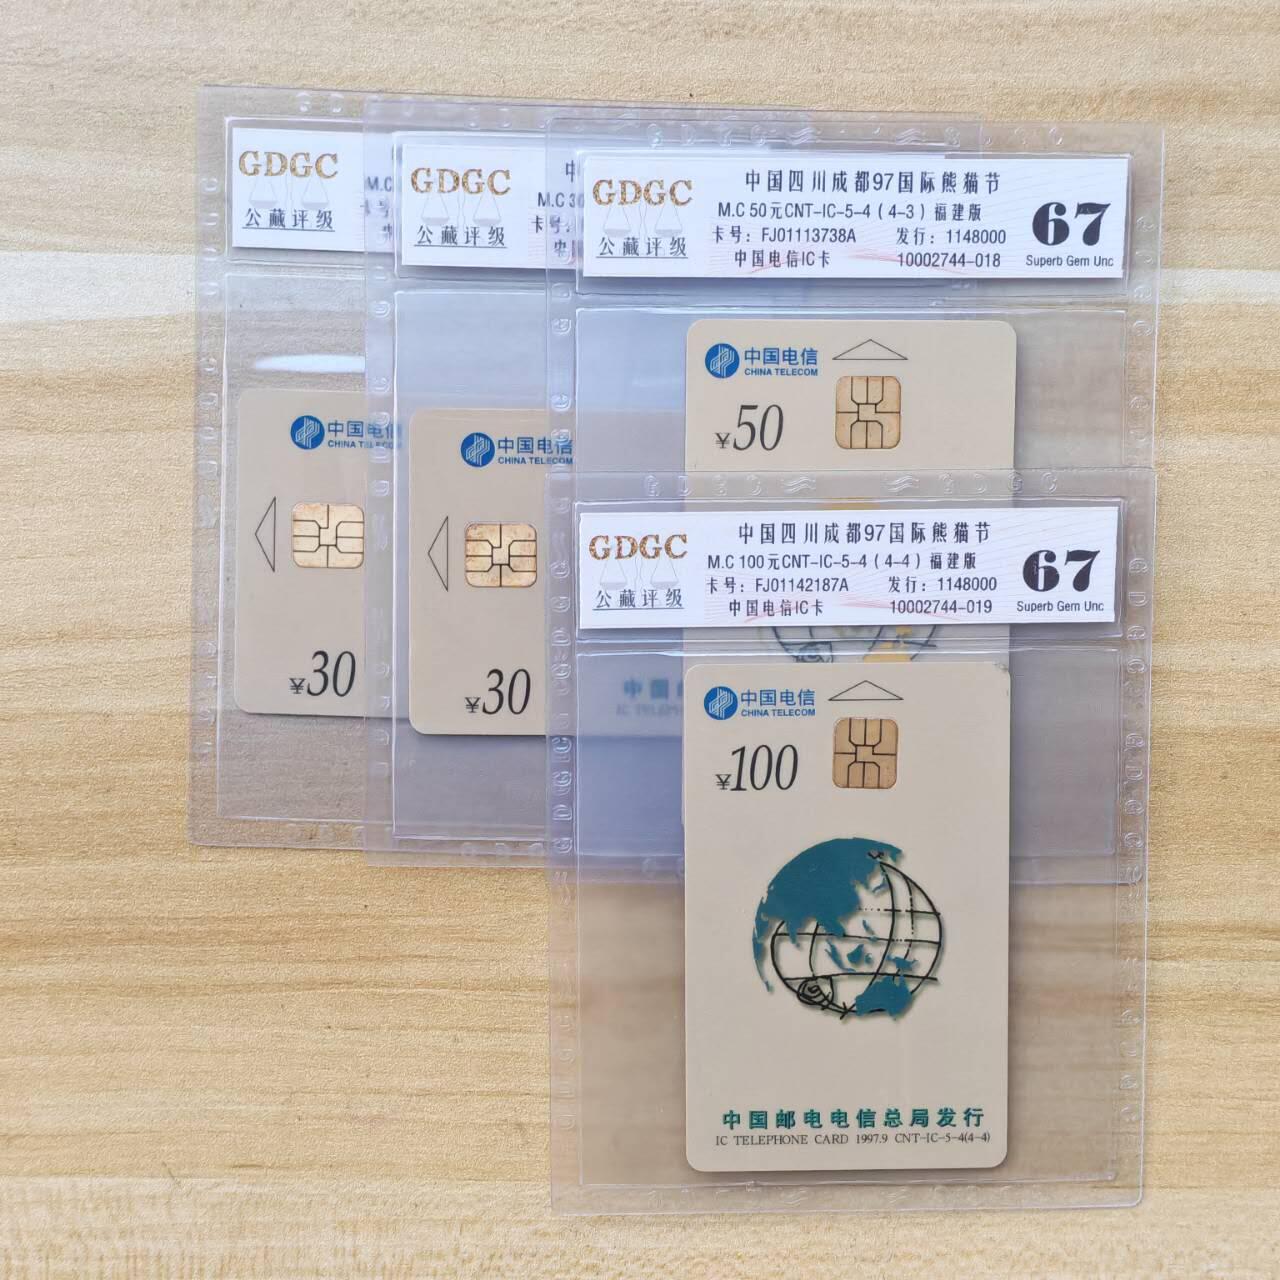 GDGC
公藏评级
M.C
卡号
GDGC
公藏评级
中
M.C 30
卡号:
GDGC
公藏评级
中国四川成都97国际熊猫节
M.C 50元CNT-IC-5-4(4-3)福建版
卡号: FJ01113738A 发行: 1148000
中国电信IC卡 10002744-018
67
Superb Gem Unc
中国电信
CHINA TELECOM
¥30
中国电信
CHINA TELECOM
¥30
中国电信
CHINA TELECOM
¥50
GDGC
公藏评级
中国四川成都97国际熊猫节
M.C 100元CNT-IC-5-4(4-4)福建版
卡号: FJ01142187A 发行: 1148000
中国电信IC卡 10002744-019
67
Superb Gem Unc
中国电信
CHINA TELECOM
¥100
中国邮电电信总局发行
IC TELEPHONE CARD 1997.9 CNT-IC-5-4(4-4)